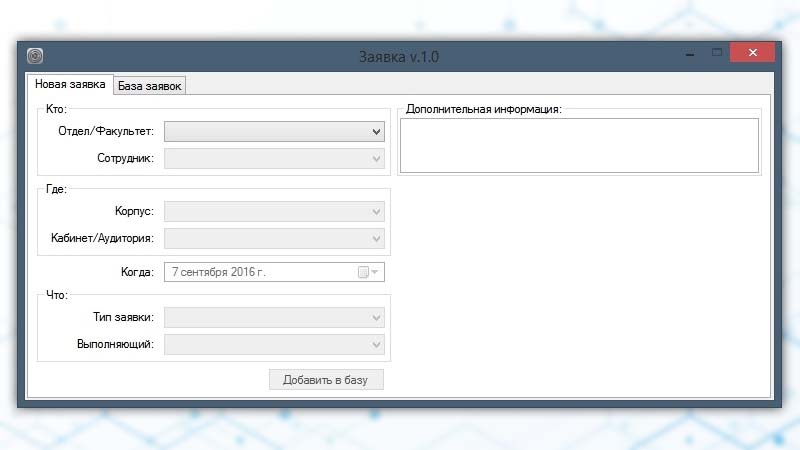 Заявка v.1.0
Новая заявка
База заявок
Кто:
Отдел/Факультет:
Сотрудник:
Дополнительная информация:
Где:
Корпус:
Кабинет/Аудитория:
Когда:
7 сентября 2016 г.
Что:
Тип заявки:
Выполняющий:
Добавить в базу